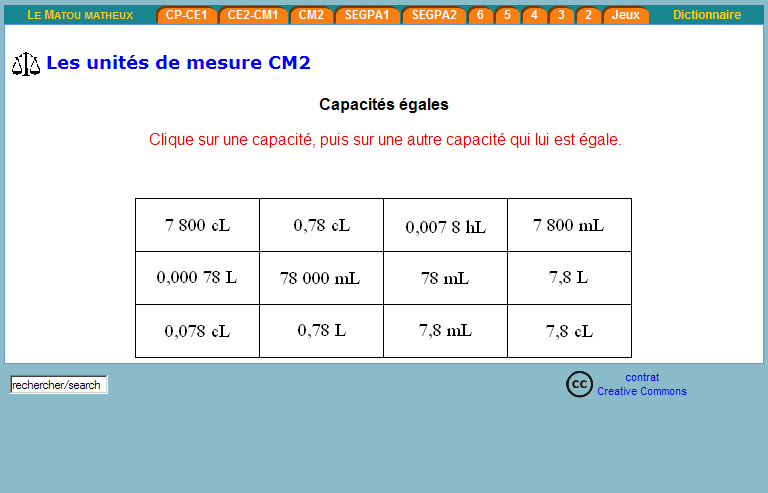 LE MATOU MATHEUX CP-CE1 CE2-CM1 CM2 SEGPA1 SEGPA2 6 5 4 3 2 Jeux Dictionnaire
Les unités de mesure CM2
Capacités égales
Clique sur une capacité, puis sur une autre capacité qui lui est égale.
7 800 cL 0,78 cL 0,007 8 hL 7 800 mL
0,000 78 L 78 000 mL 78 mL 7,8 L
0,078 cL 0,78 L 7,8 mL 7,8 cL
rechercher/search
cc contrat
Creative Commons